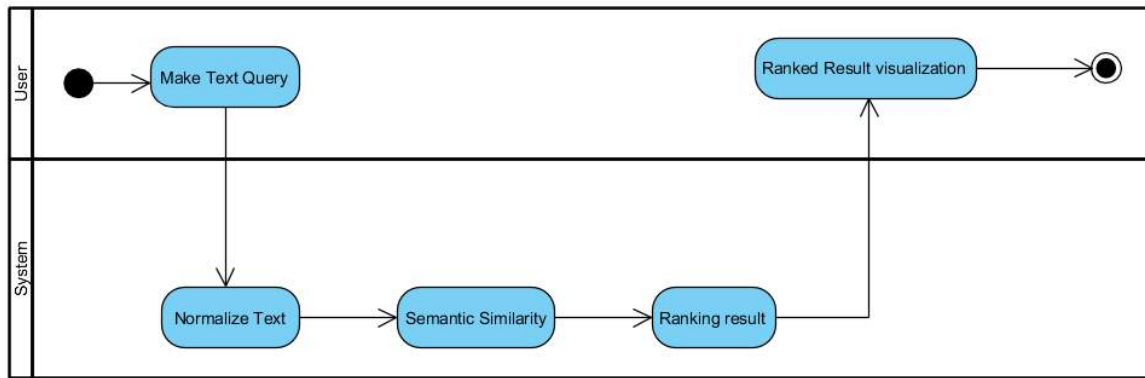 User
Make Text Query
Ranked Result visualization
System
Normalize Text
Semantic Similarity
Ranking result